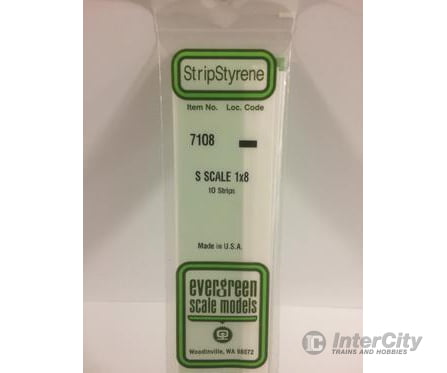 StripStyrene
Item No. Loc. Code
7108
S SCALE 1x8
10 Strips
Made in U.S.A.
evergreen
scale models
Woodinville, WA 98072
InterCity
TRAINS AND HOBBIES